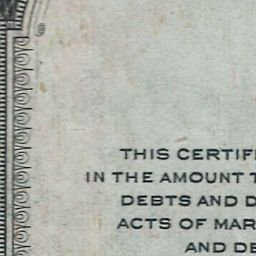 THIS CERTIF
IN THE AMOUNT T
DEBTS AND D
ACTS OF MAR
AND DE